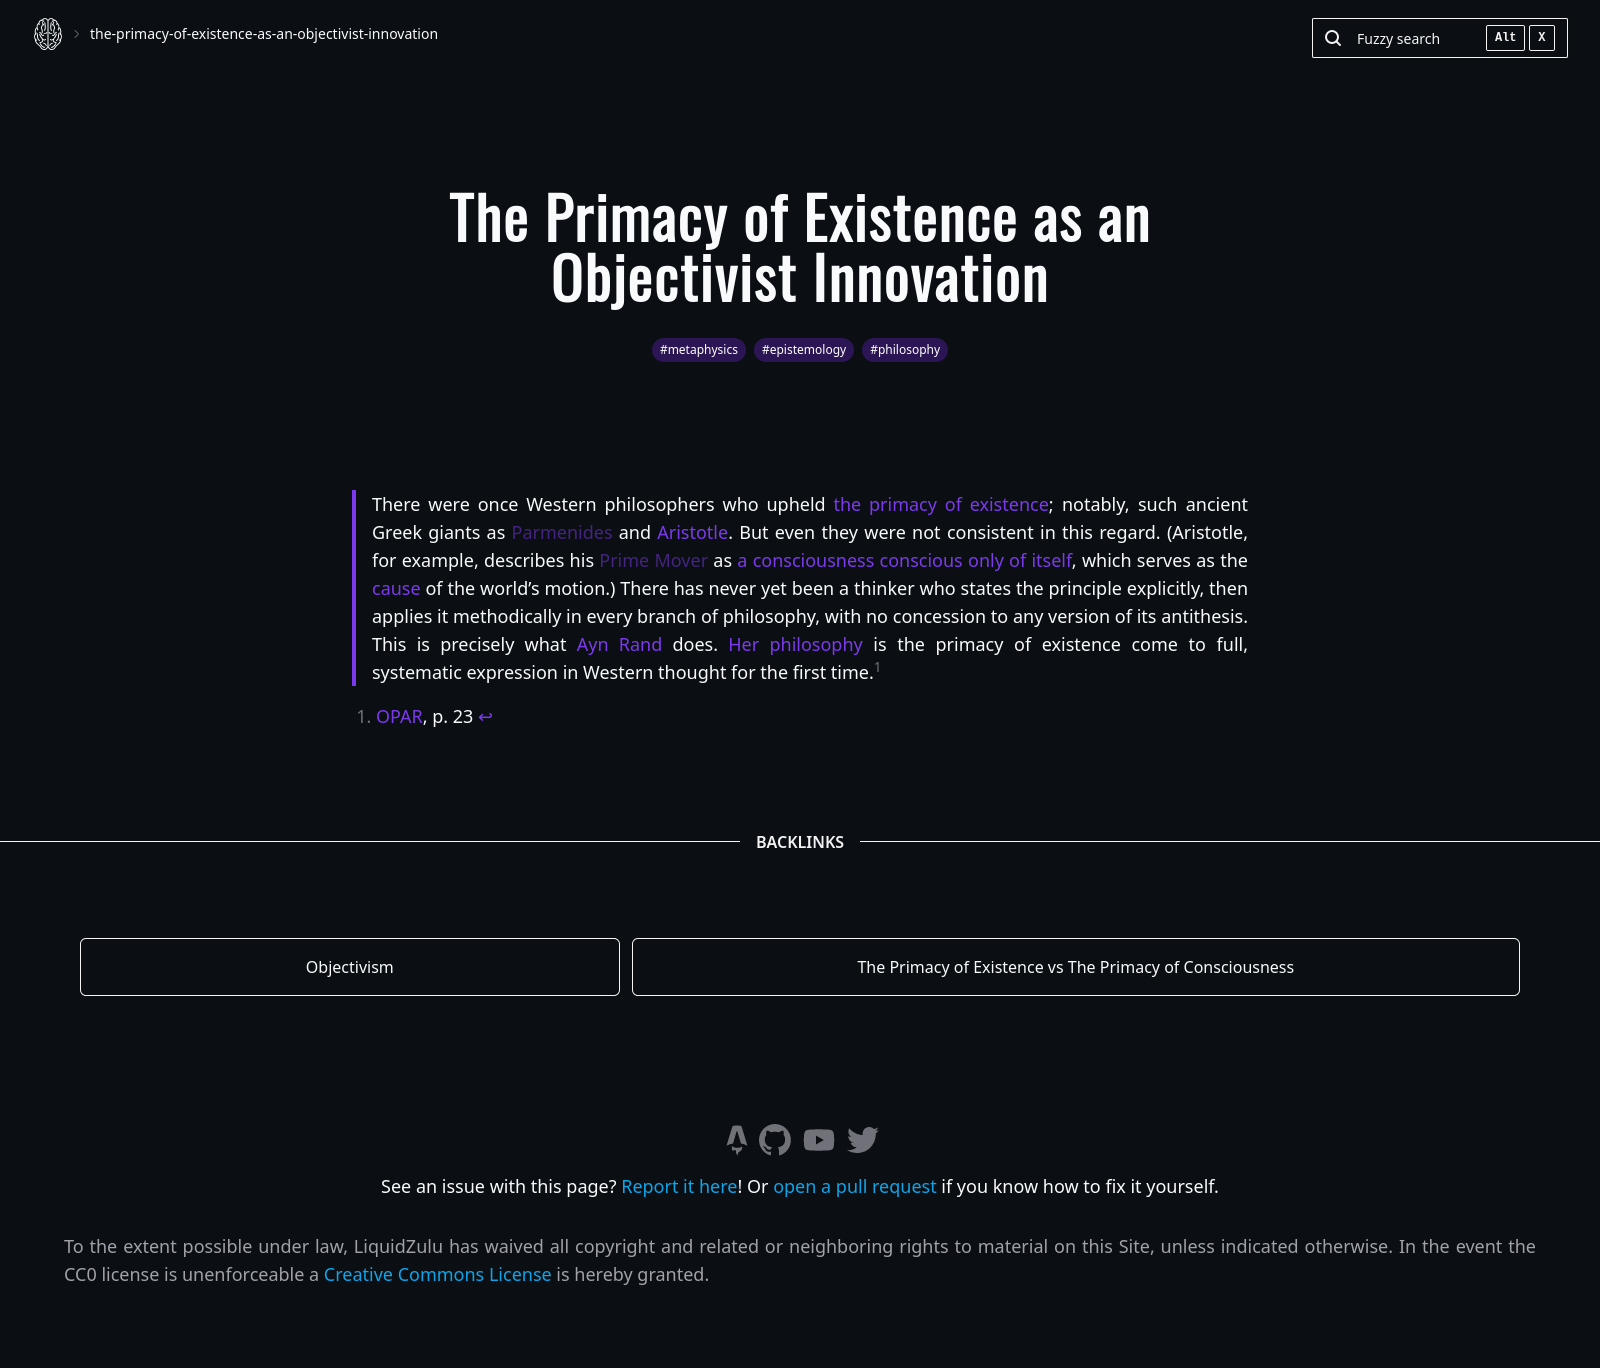 the-primacy-of-existence-as-an-objectivist-innovation
Fuzzy search Alt X
The Primacy of Existence as an
Objectivist Innovation
#metaphysics #epistemology #philosophy
There were once Western philosophers who upheld the primacy of existence; notably, such ancient
Greek giants as Parmenides and Aristotle. But even they were not consistent in this regard. (Aristotle,
for example, describes his Prime Mover as a consciousness conscious only of itself, which serves as the
cause of the world’s motion.) There has never yet been a thinker who states the principle explicitly, then
applies it methodically in every branch of philosophy, with no concession to any version of its antithesis.
This is precisely what Ayn Rand does. Her philosophy is the primacy of existence come to full,
systematic expression in Western thought for the first time.1
1. OPAR, p. 23 ↩
BACKLINKS
Objectivism
The Primacy of Existence vs The Primacy of Consciousness
See an issue with this page? Report it here! Or open a pull request if you know how to fix it yourself.
To the extent possible under law, LiquidZulu has waived all copyright and related or neighboring rights to material on this Site, unless indicated otherwise. In the event the
CC0 license is unenforceable a Creative Commons License is hereby granted.